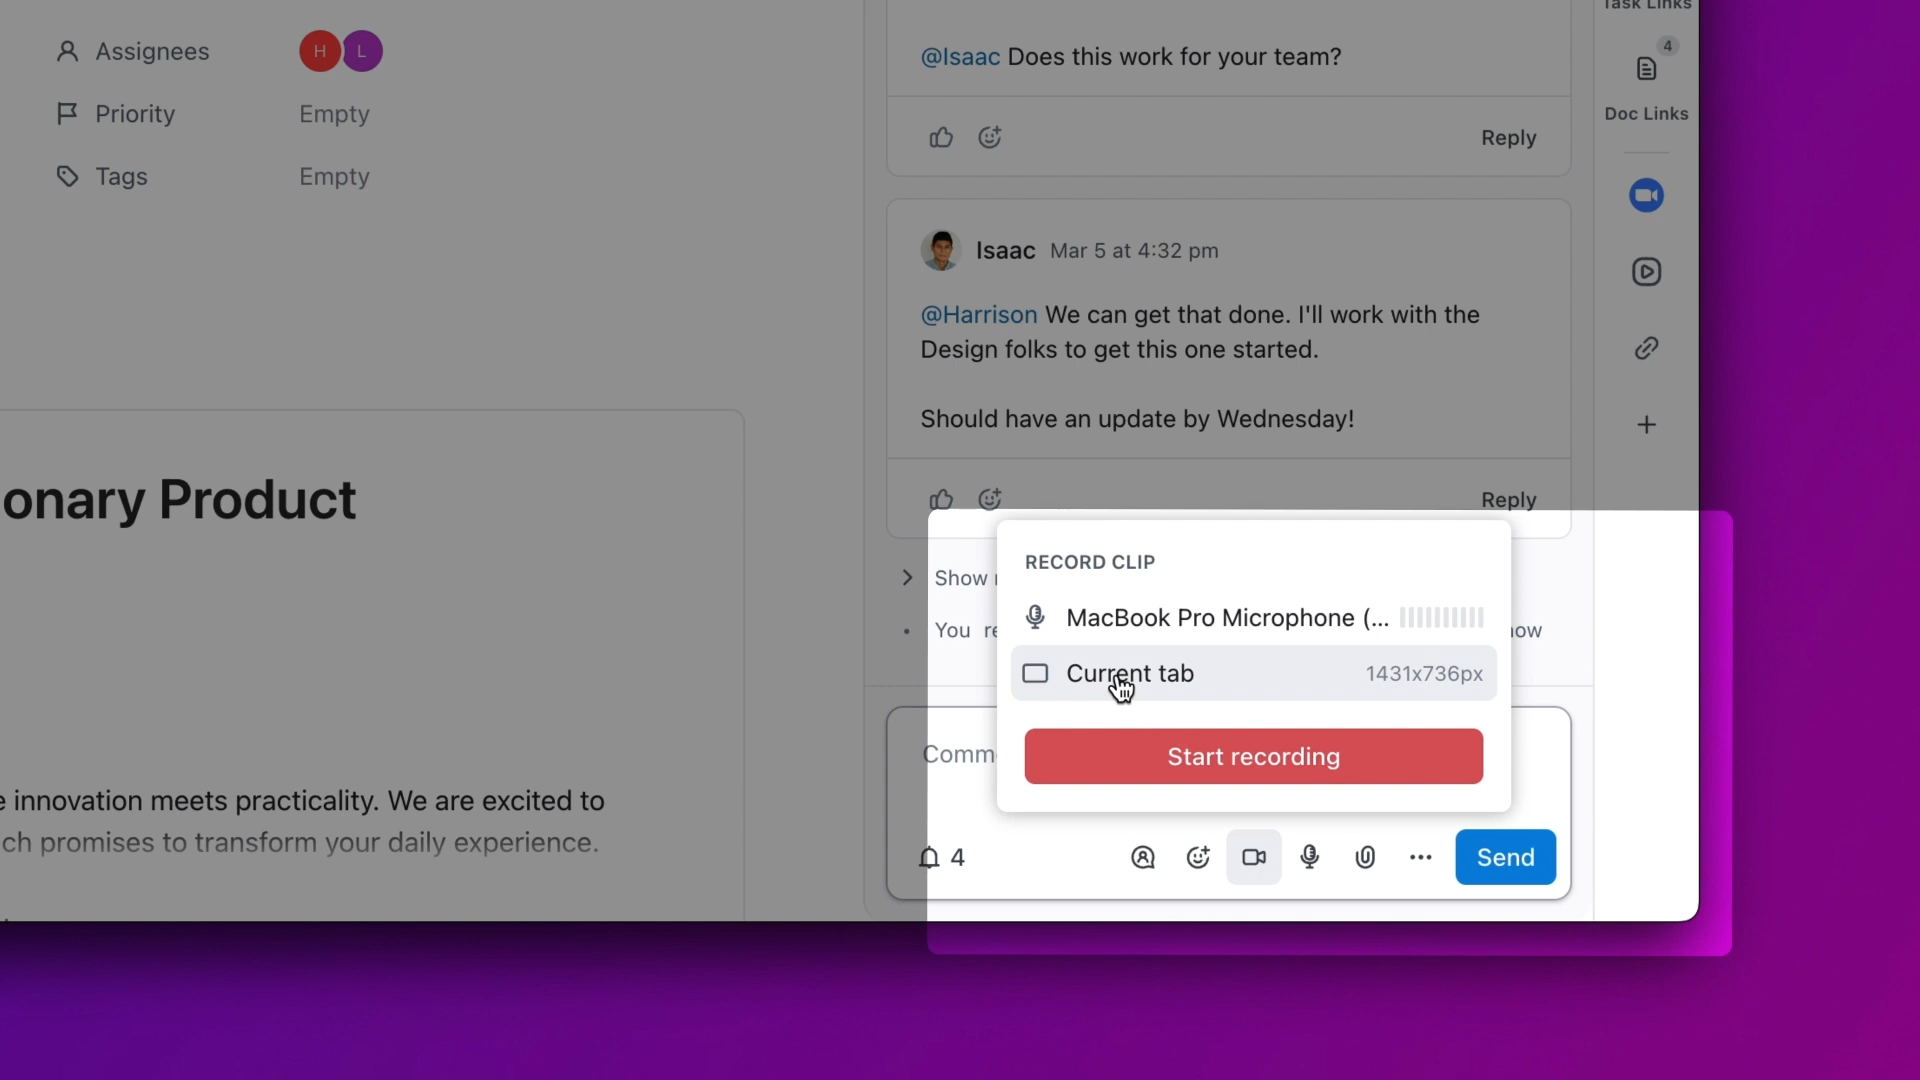 Task Links
Assignees
H
L
Priority
Empty
Tags
Empty
onary Product
innovation meets practicality. We are excited to
ch promises to transform your daily experience.
@Isaac Does this work for your team?
Reply
Isaac Mar 5 at 4:32 pm
@Harrison We can get that done. I'll work with the
Design folks to get this one started.
Should have an update by Wednesday!
Reply
Show
You
RECORD CLIP
MacBook Pro Microphone (...
Current tab 1431x736px
Start recording
4
Send
4
Doc Links